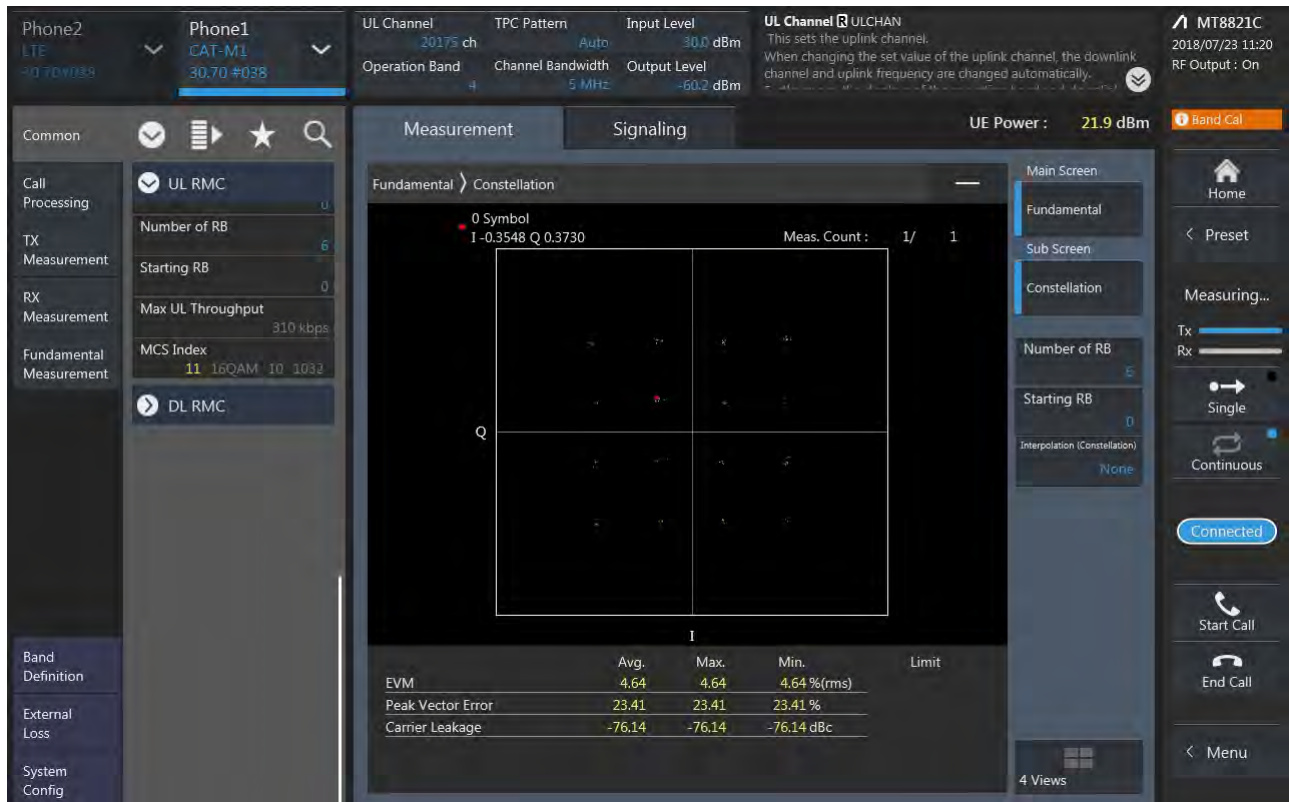 Phone2
LTE
Phone1
CAT-M1
30.70 #038
UL Channel
20175 ch
TPC Pattern
Auto
Input Level
30.0 dBm
Operation Band
4
Channel Bandwidth
5 MHz
Output Level
-60.2 dBm
UL Channel R ULCHAN
This sets the uplink channel.
When changing the set value of the uplink channel, the downlink
channel and uplink frequency are changed automatically.
MT8821C
2018/07/23 11:20
RF Output : On
Common
Measurement
Signaling
UE Power : 21.9 dBm
Band Cal
Call
Processing
TX
Measurement
RX
Measurement
Fundamental
Measurement
UL RMC
0
Number of RB
6
Starting RB
0
Max UL Throughput
310 kbps
MCS Index
11 16QAM 10 1032
DL RMC
Fundamental 〉 Constellation
0 Symbol
I -0.3548 Q 0.3730
Meas. Count : 1/ 1
Q
I
Avg. Max. Min. Limit
EVM 4.64 4.64 4.64 %(rms)
Peak Vector Error 23.41 23.41 23.41 %
Carrier Leakage -76.14 -76.14 -76.14 dBc
Main Screen
Fundamental
Sub Screen
Constellation
Number of RB
6
Starting RB
0
Interpolation (Constellation)
None
4 Views
Home
< Preset
Measuring...
Tx
Rx
Single
Continuous
Connected
Start Call
End Call
< Menu
Band
Definition
External
Loss
System
Config